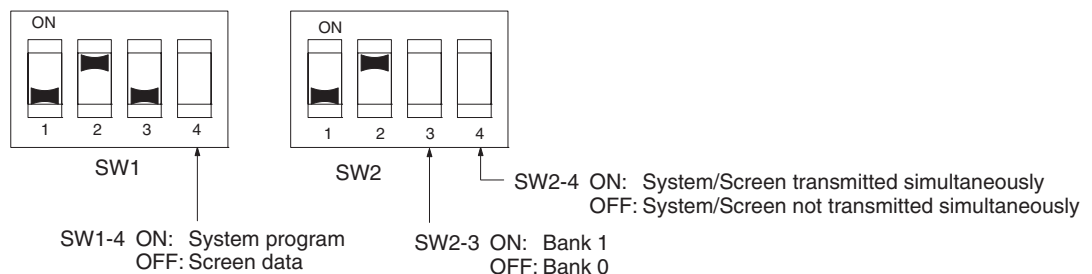 ON
1 2 3 4
SW1
ON
1 2 3 4
SW2
SW2-4 ON: System/Screen transmitted simultaneously
OFF: System/Screen not transmitted simultaneously
SW1-4 ON: System program
OFF: Screen data
SW2-3 ON: Bank 1
OFF: Bank 0